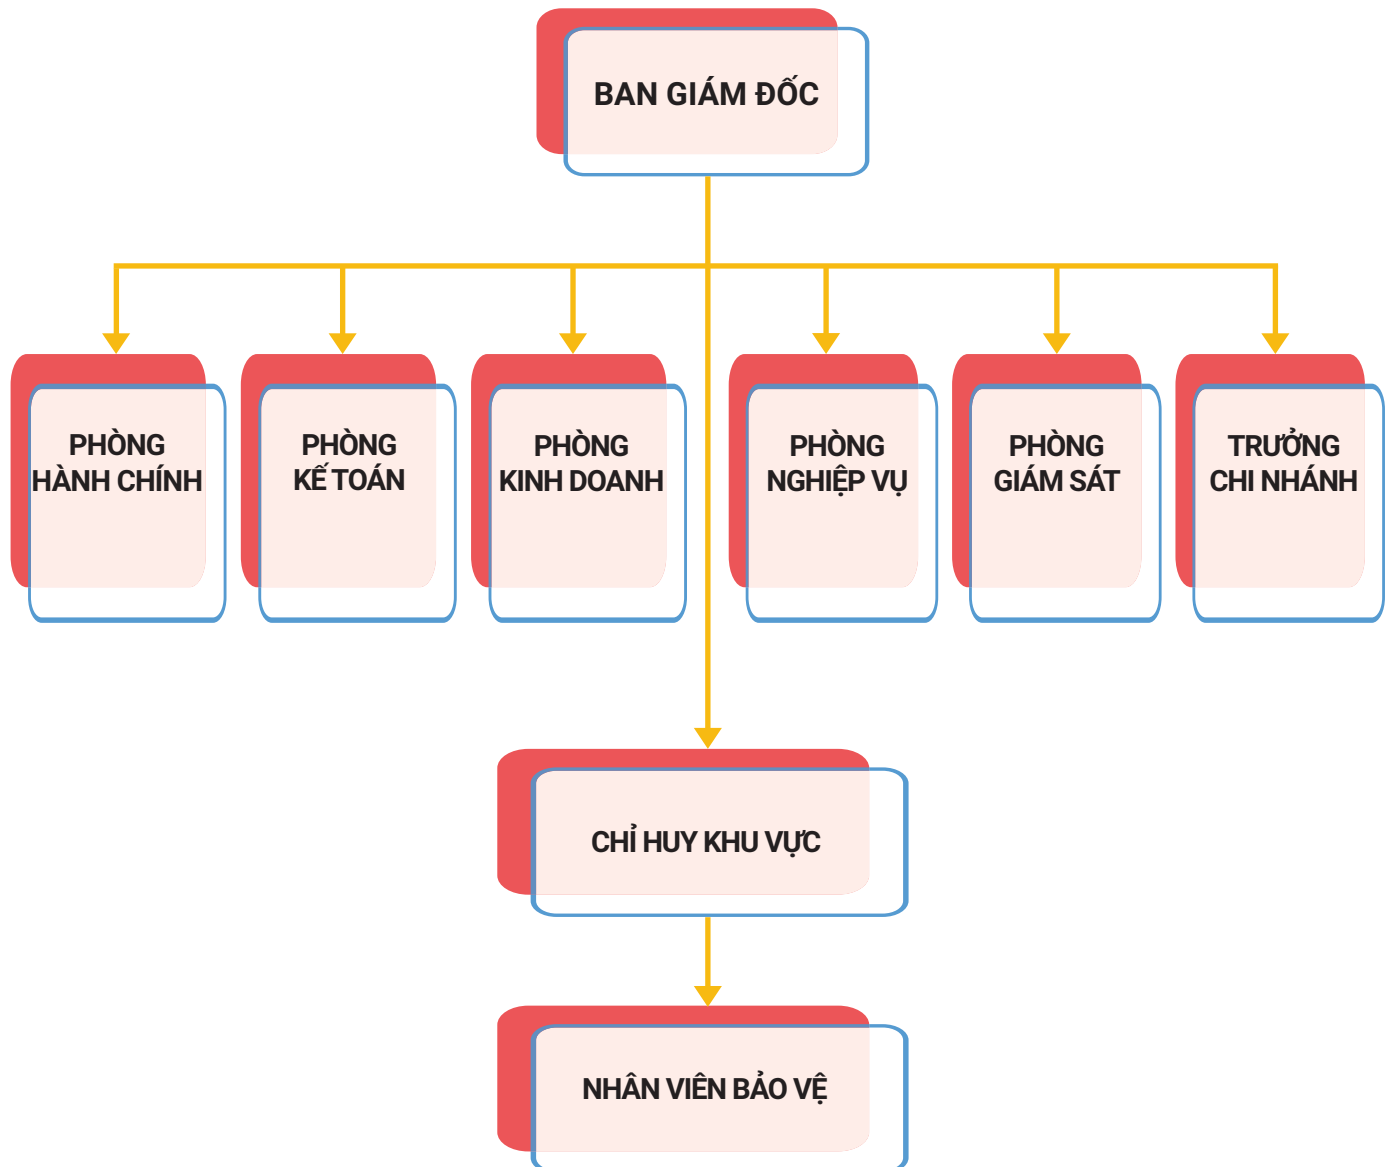 BAN GIÁM ĐỐC
PHÒNG
HÀNH CHÍNH
PHÒNG
KẾ TOÁN
PHÒNG
KINH DOANH
PHÒNG
NGHIỆP VỤ
PHÒNG
GIÁM SÁT
TRƯỞNG
CHI NHÁNH
CHỈ HUY KHU VỰC
NHÂN VIÊN BẢO VỆ